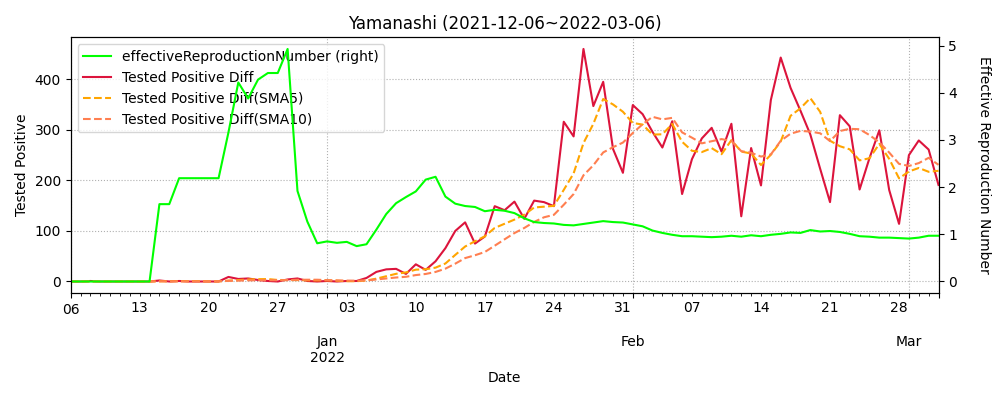 Yamanashi (2021-12-06~2022-03-06)
effectiveReproductionNumber (right)
Tested Positive Diff
Tested Positive Diff(SMA5)
Tested Positive Diff(SMA10)
Tested Positive
400
300
200
100
0
5
4
3
2
1
0
Effective Reproduction Number
06 13 20 27 03 10 17 24 31 07 14 21 28
Jan Feb Mar
2022
Date